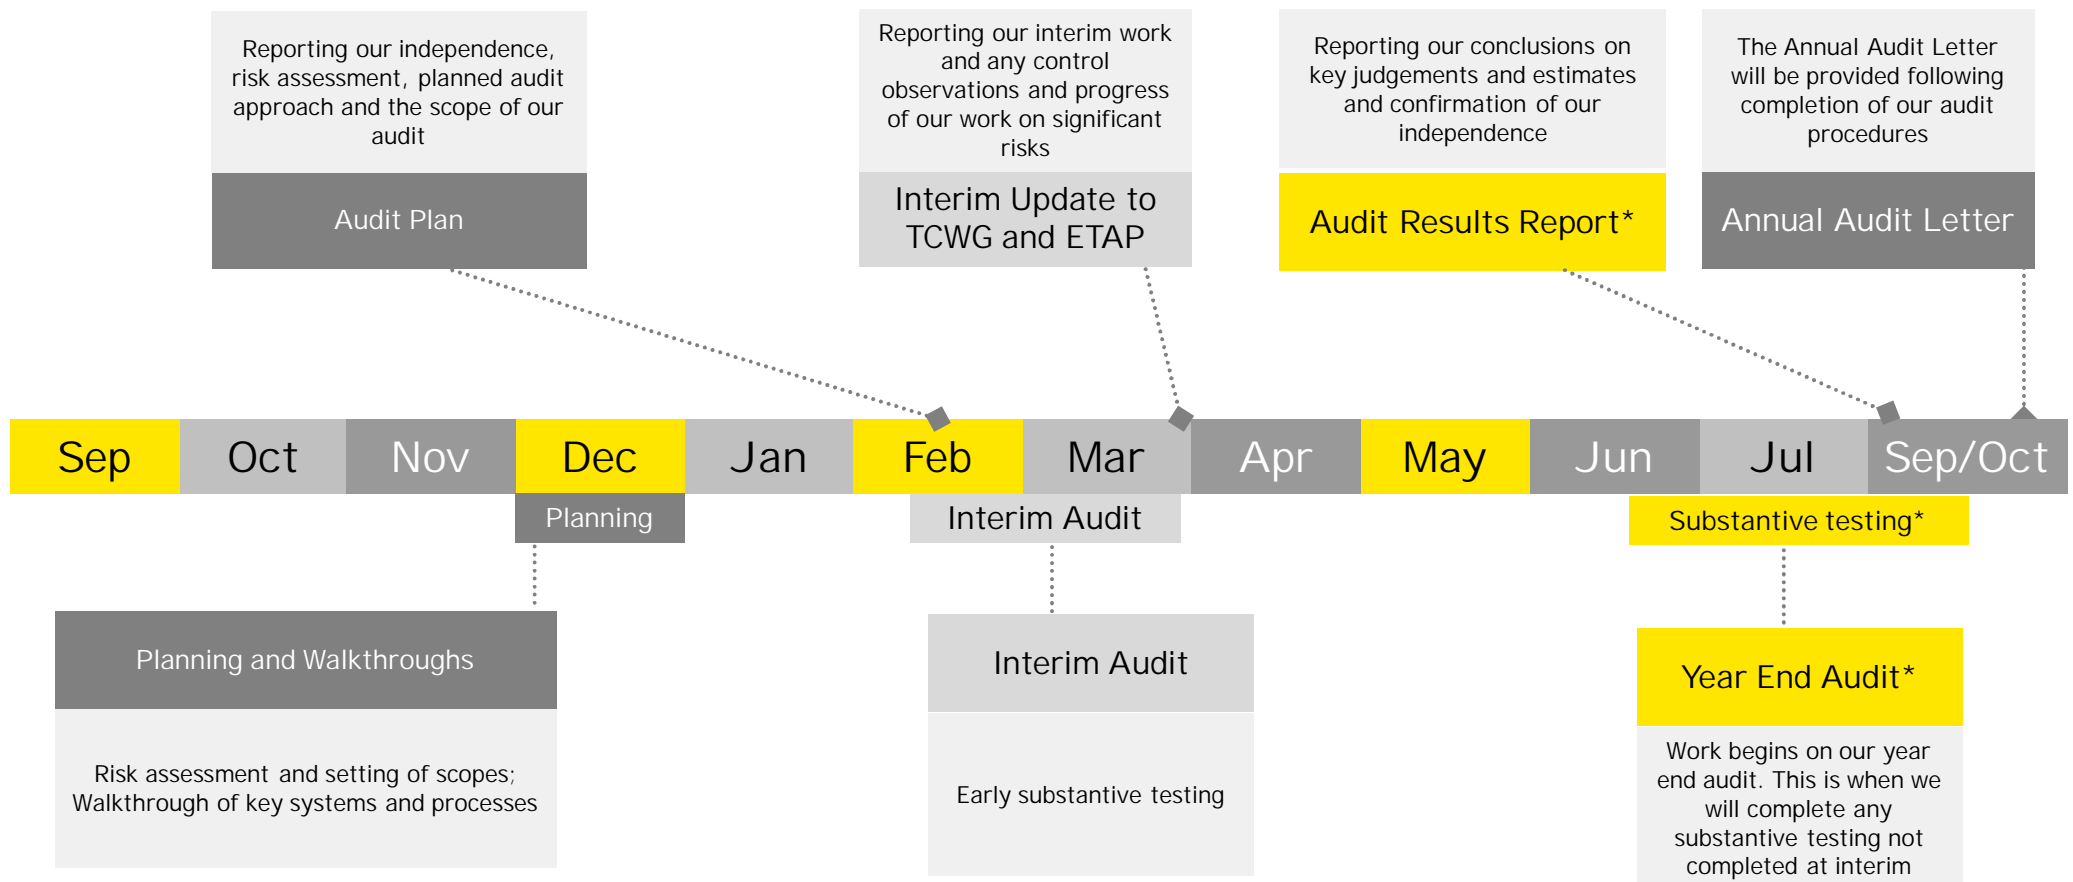 Reporting our independence,
risk assessment, planned audit
approach and the scope of our
audit
Audit Plan
Reporting our interim work
and any control
observations and progress
of our work on significant
risks
Interim Update to
TCWG and ETAP
Reporting our conclusions on
key judgements and estimates
and confirmation of our
independence
Audit Results Report*
The Annual Audit Letter
will be provided following
completion of our audit
procedures
Annual Audit Letter
Sep Oct Nov Dec Jan Feb Mar Apr May Jun Jul Sep/Oct
Planning
Interim Audit
Substantive testing*
Planning and Walkthroughs
Risk assessment and setting of scopes;
Walkthrough of key systems and processes
Interim Audit
Early substantive testing
Year End Audit*
Work begins on our year
end audit. This is when we
will complete any
substantive testing not
completed at interim